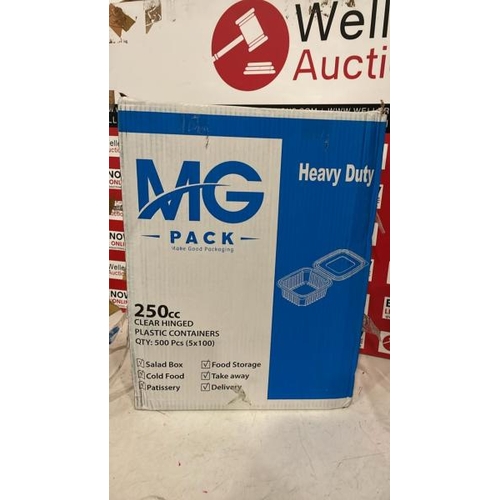 Well
Auctio
MG
PACK
Make Good Packaging
Heavy Duty
250cc
CLEAR HINGED
PLASTIC CONTAINERS
QTY: 500 Pcs (5x100)
Salad Box
Food Storage
Cold Food
Take away
Patissery
Delivery